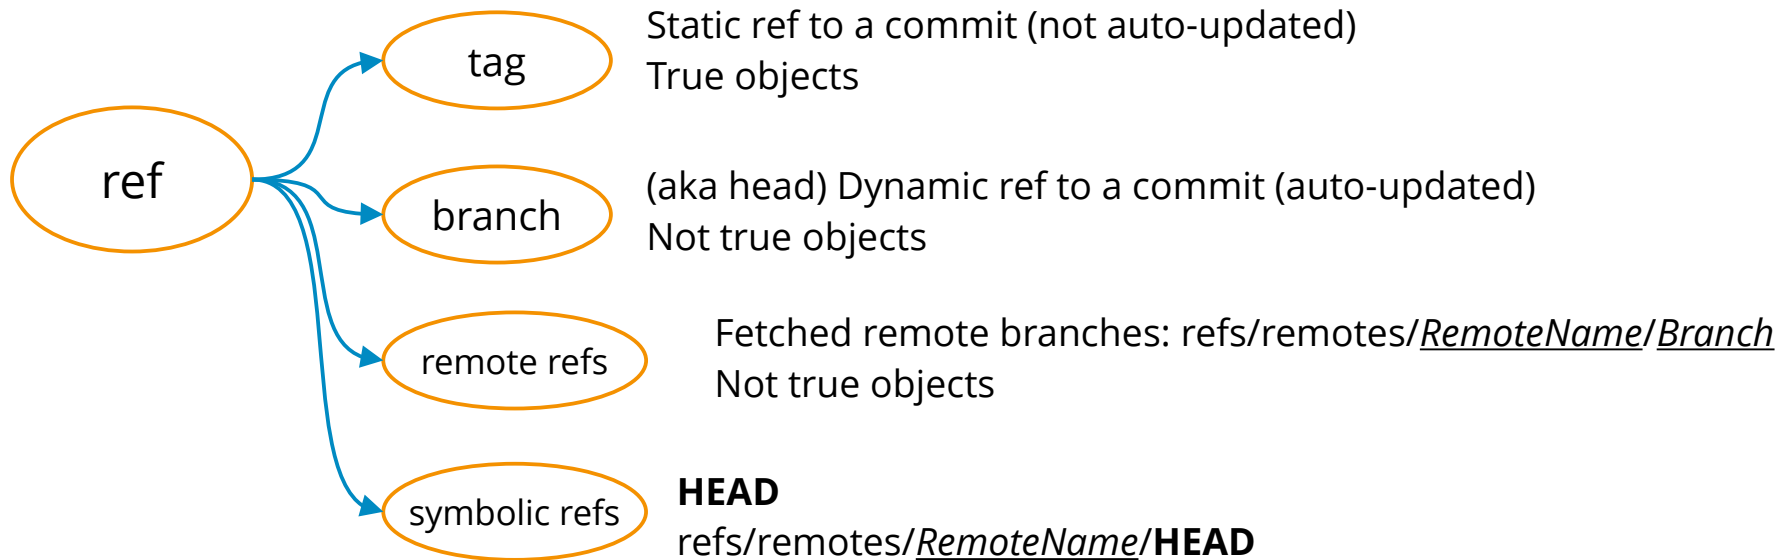 ref
tag
Static ref to a commit (not auto-updated)
True objects
branch
(aka head) Dynamic ref to a commit (auto-updated)
Not true objects
remote refs
Fetched remote branches: refs/remotes/RemoteName/Branch
Not true objects
symbolic refs
HEAD
refs/remotes/RemoteName/HEAD